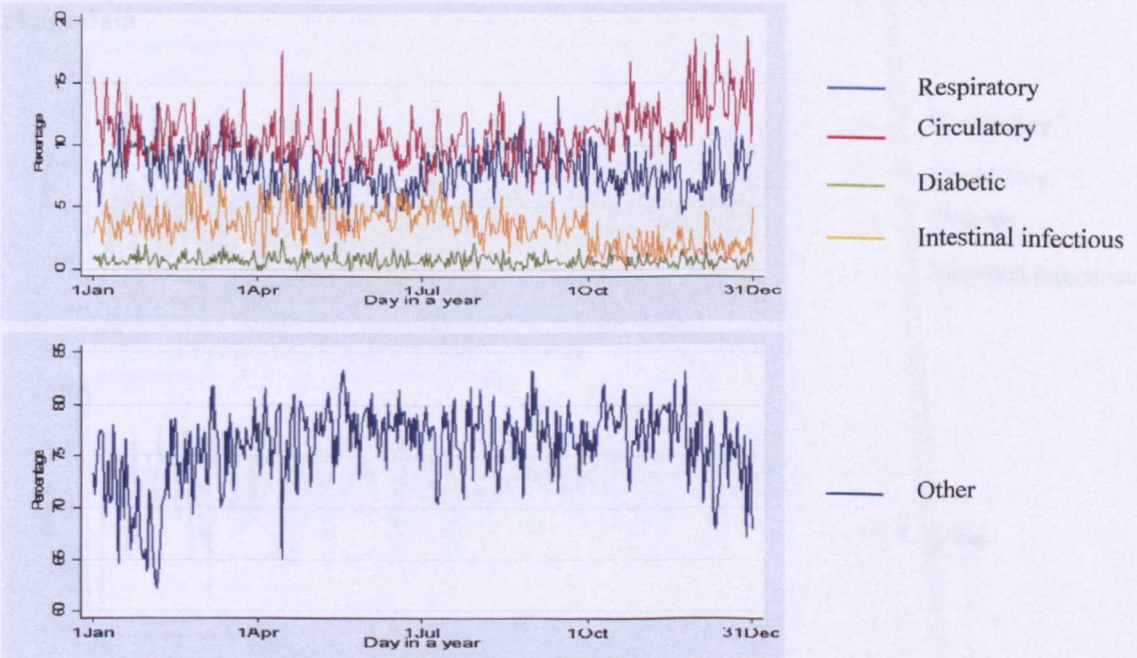 20
15
10
5
0
Percentage
1Jan 1Apr 1Jul 1Oct 31Dec
Day in a year
Respiratory
Circulatory
Diabetic
Intestinal infectious
85
80
75
70
65
60
Percentage
1Jan 1Apr 1Jul 1Oct 31Dec
Day in a year
Other